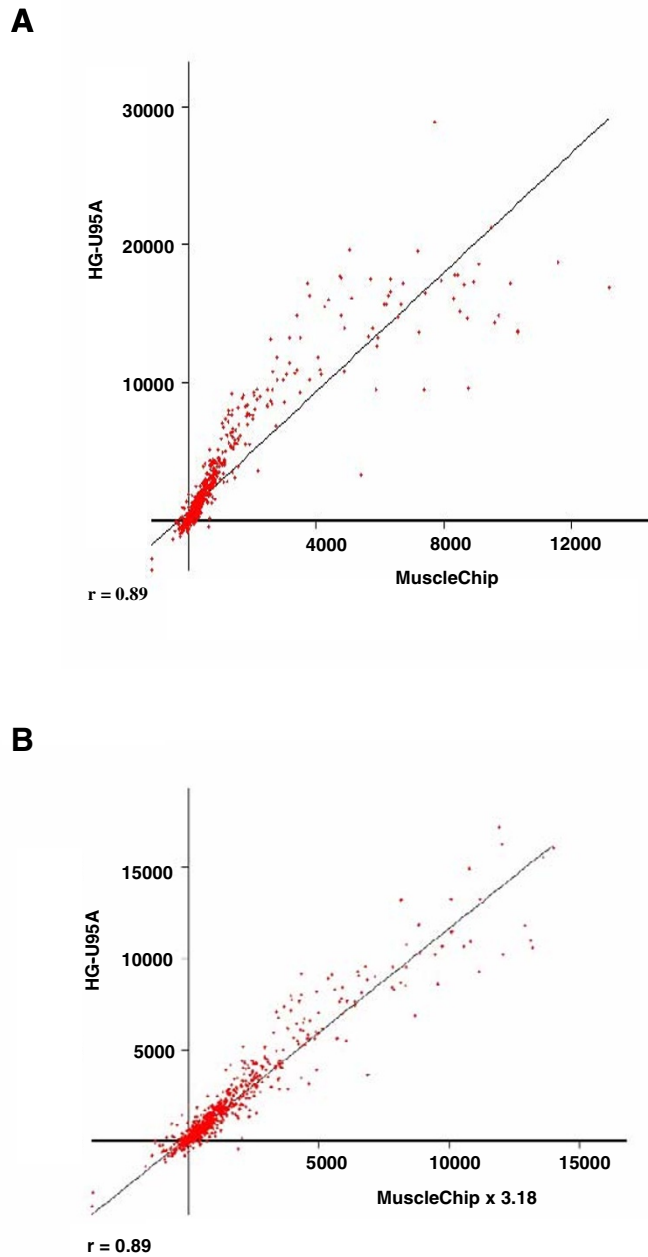 A
30000
20000
10000
HG-U95A
4000 8000 12000
MuscleChip
r = 0.89
B
15000
10000
5000
HG-U95A
5000 10000 15000
MuscleChip x 3.18
r = 0.89